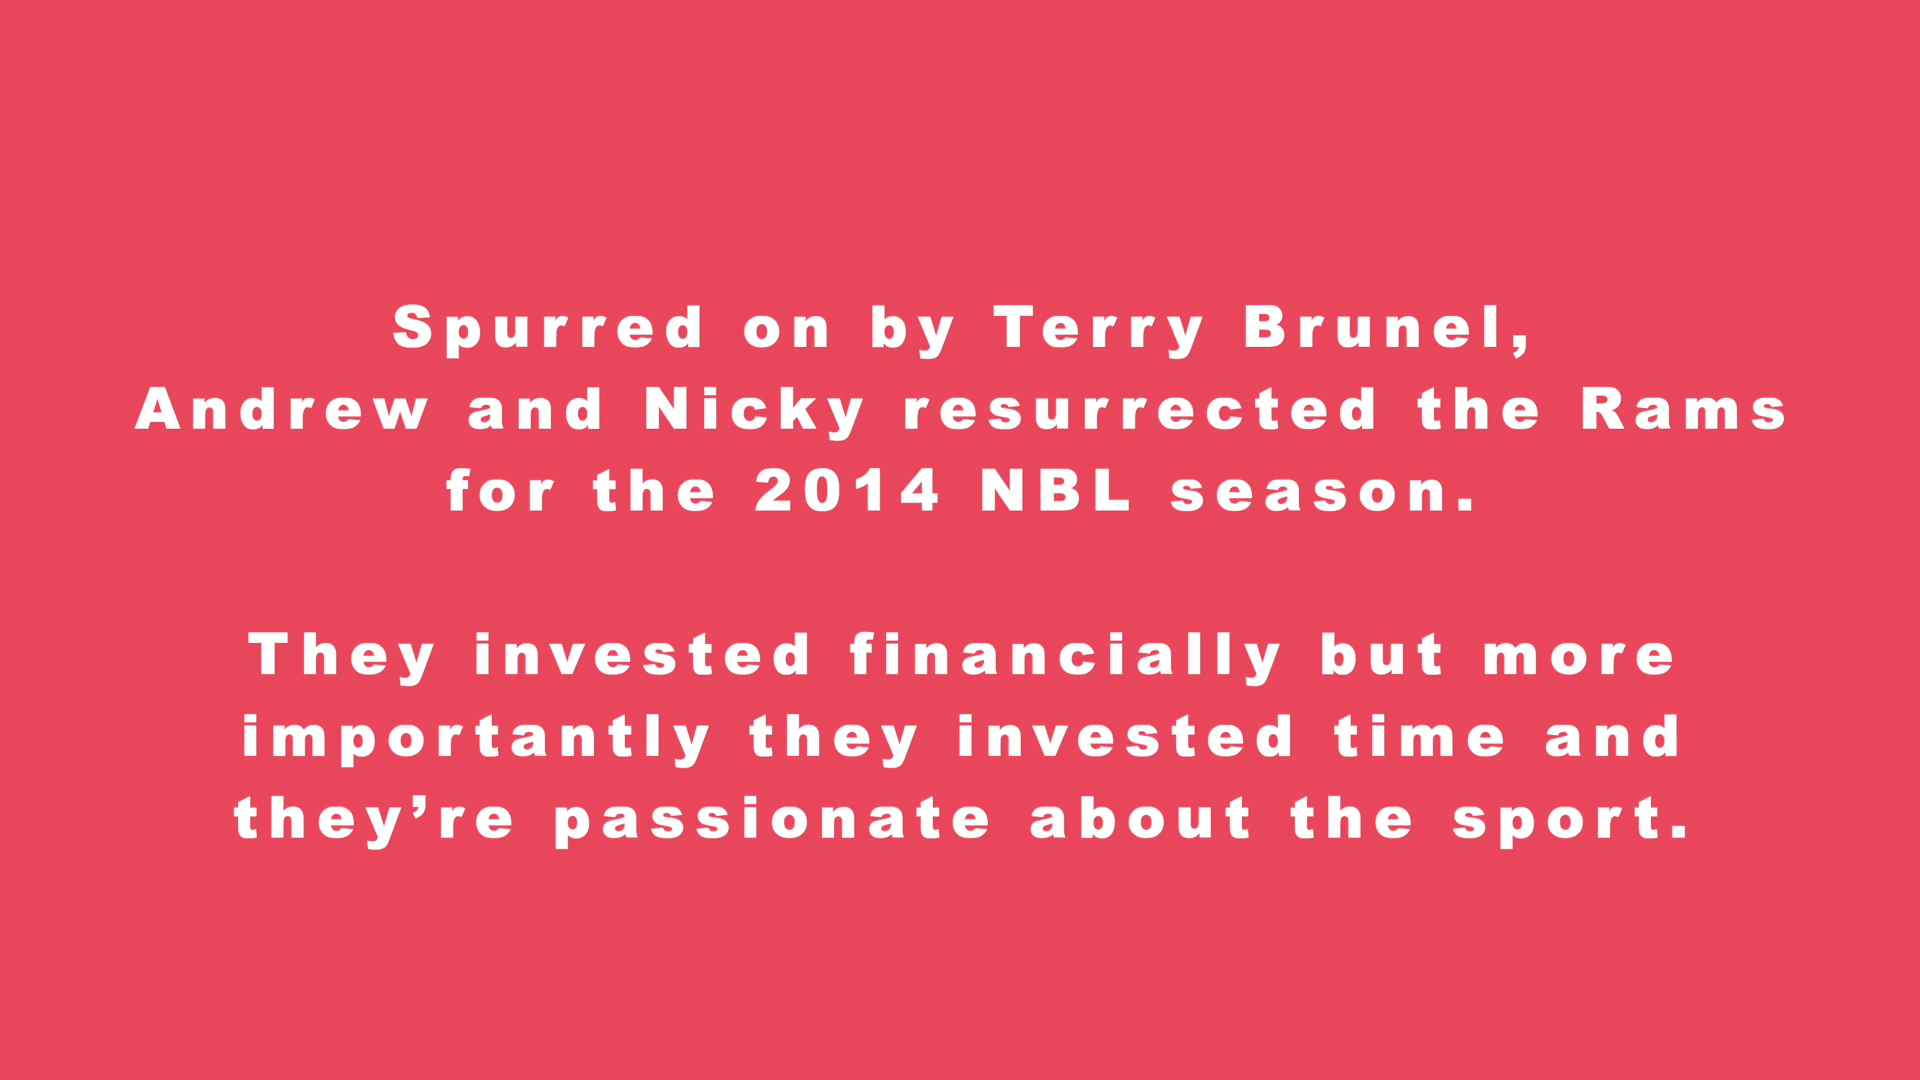 Spurred on by Terry Brunel,
Andrew and Nicky resurrected the Rams
for the 2014 NBL season.
They invested financially but more
importantly they invested time and
they’re passionate about the sport.